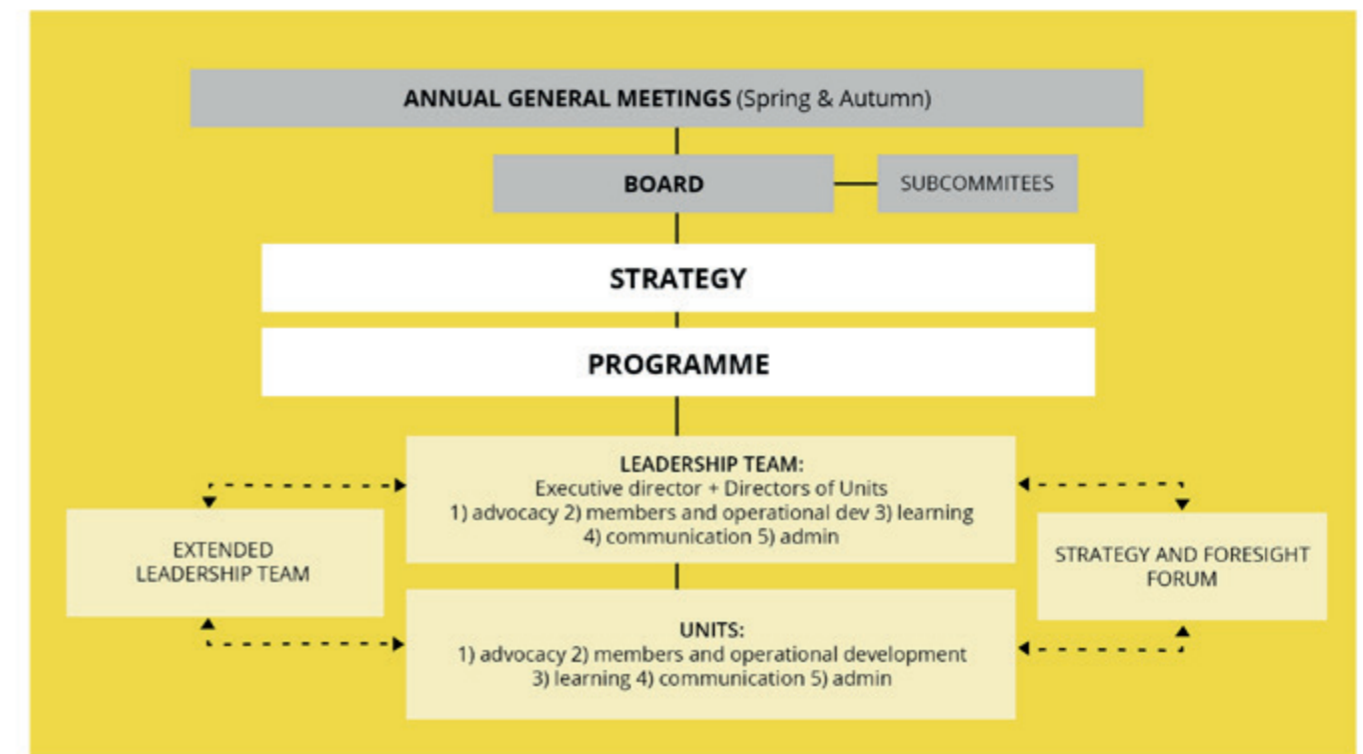 ANNUAL GENERAL MEETINGS (Spring & Autumn)
BOARD
SUBCOMMITEES
STRATEGY
PROGRAMME
LEADERSHIP TEAM:
Executive director + Directors of Units
1) advocacy 2) members and operational dev 3) learning
4) communication 5) admin
EXTENDED
LEADERSHIP TEAM
STRATEGY AND FORESIGHT
FORUM
UNITS:
1) advocacy 2) members and operational development
3) learning 4) communication 5) admin